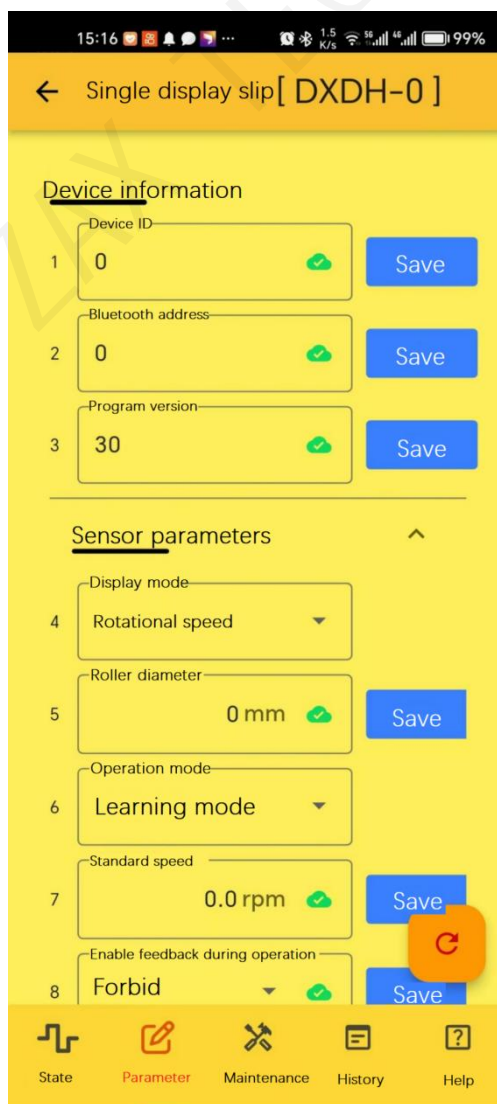 15:16 ... 1.5 K/s 5G 4G 99%
Single display slip[ DXDH-0 ]
Device information
Device ID
1 0 Save
Bluetooth address
2 0 Save
Program version
3 30 Save
Sensor parameters
Display mode
4 Rotational speed
Roller diameter
5 0 mm Save
Operation mode
6 Learning mode
Standard speed
7 0.0 rpm Save
Enable feedback during operation
8 Forbid Save
State Parameter Maintenance History Help